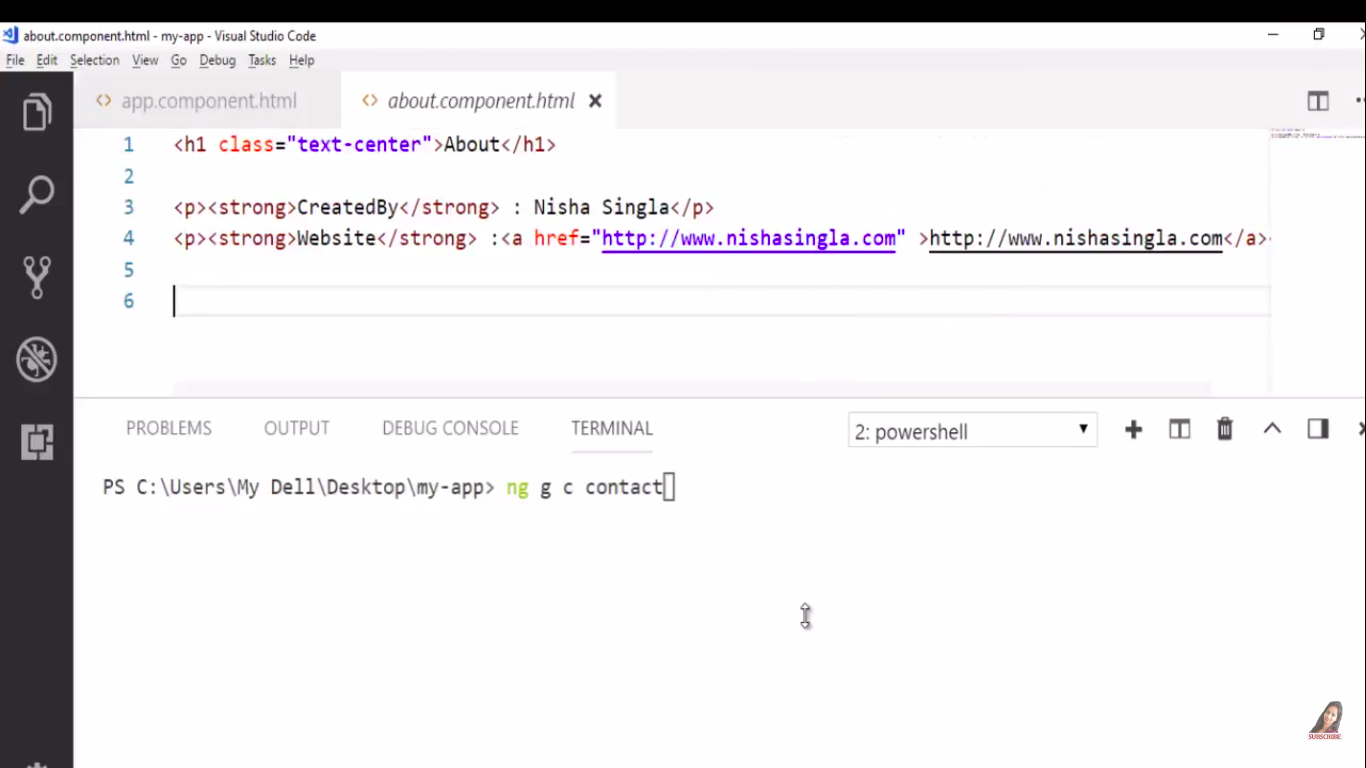 about.component.html - my-app - Visual Studio Code
File Edit Selection View Go Debug Tasks Help
app.component.html about.component.html
1 <h1 class="text-center">About</h1>
2
3 <p><strong>CreatedBy</strong> : Nisha Singla</p>
4 <p><strong>Website</strong> :<a href="http://www.nishasingla.com" >http://www.nishasingla.com</a>
5
6
PROBLEMS OUTPUT DEBUG CONSOLE TERMINAL 2: powershell
PS C:\Users\My Dell\Desktop\my-app> ng g c contact
SUBSCRIBE